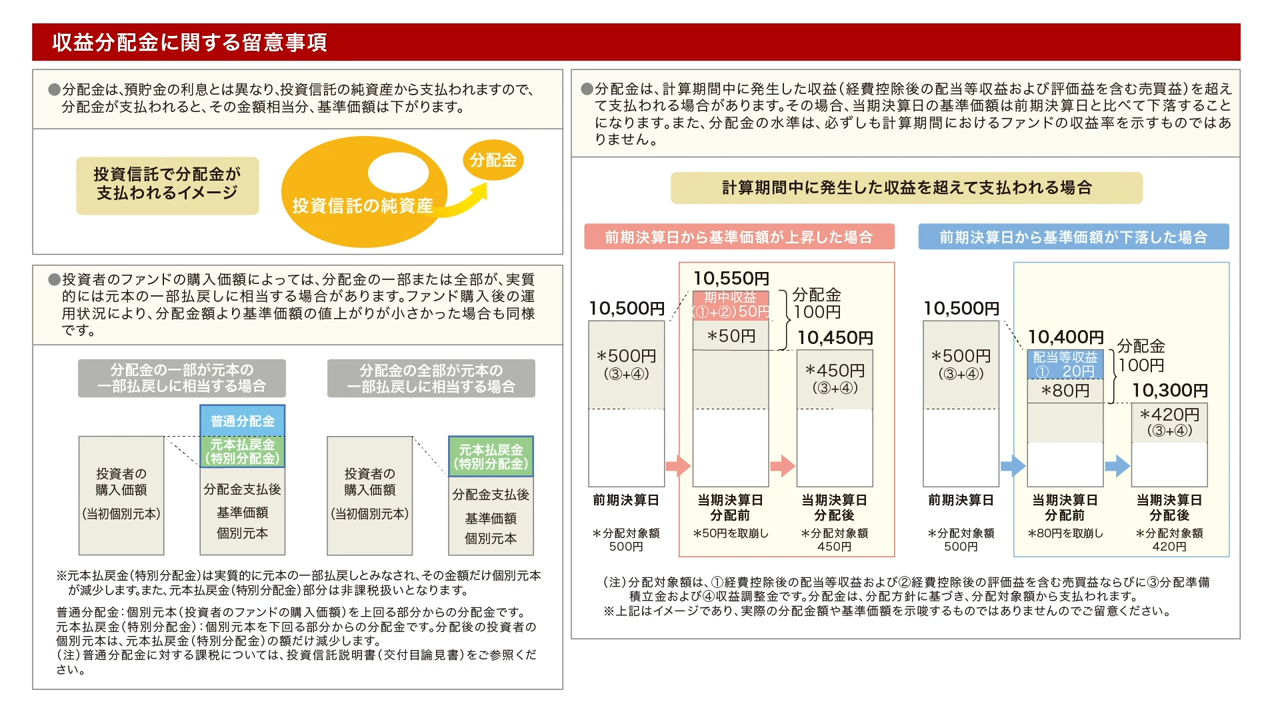 収益分配金に関する留意事項
●分配金は、預貯金の利息とは異なり、投資信託の純資産から支払われますので、
分配金が支払われると、その金額相当分、基準価額は下がります。
投資信託で分配金が
支払われるイメージ
分配金
投資信託の純資産
●投資者のファンドの購入価額によっては、分配金の一部または全部が、実質
的には元本の一部払戻しに相当する場合があります。ファンド購入後の運
用状況により、分配金額より基準価額の値上がりが小さかった場合も同様
です。
分配金の一部が元本の
一部払戻しに相当する場合
普通分配金
元本払戻金
(特別分配金)
投資者の
購入価額
(当初個別元本)
分配金支払後
基準価額
個別元本
分配金の全部が元本の
一部払戻しに相当する場合
元本払戻金
(特別分配金)
投資者の
購入価額
(当初個別元本)
分配金支払後
基準価額
個別元本
※元本払戻金(特別分配金)は実質的に元本の一部払戻しとみなされ、その金額だけ個別元本
が減少します。また、元本払戻金(特別分配金)部分は非課税扱いとなります。
普通分配金:個別元本(投資者のファンドの購入価額)を上回る部分からの分配金です。
元本払戻金(特別分配金):個別元本を下回る部分からの分配金です。分配後の投資者の
個別元本は、元本払戻金(特別分配金)の額だけ減少します。
(注)普通分配金に対する課税については、投資信託説明書(交付目論見書)をご参照くだ
さい。
●分配金は、計算期間中に発生した収益(経費控除後の配当等収益および評価益を含む売買益)を超え
て支払われる場合があります。その場合、当期決算日の基準価額は前期決算日と比べて下落すること
になります。また、分配金の水準は、必ずしも計算期間におけるファンドの収益率を示すものではあ
りません。
計算期間中に発生した収益を超えて支払われる場合
前期決算日から基準価額が上昇した場合
10,500円
*500円
(③+④)
前期決算日
*分配対象額
500円
10,550円
期中収益
(①+②)50円
*50円
当期決算日
分配前
*50円を取崩し
分配金
100円
10,450円
*450円
(③+④)
当期決算日
分配後
*分配対象額
450円
前期決算日から基準価額が下落した場合
10,500円
*500円
(③+④)
前期決算日
*分配対象額
500円
10,400円
配当等収益
① 20円
*80円
当期決算日
分配前
*80円を取崩し
分配金
100円
10,300円
*420円
(③+④)
当期決算日
分配後
*分配対象額
420円
(注)分配対象額は、①経費控除後の配当等収益および②経費控除後の評価益を含む売買益ならびに③分配準備
積立金および④収益調整金です。分配金は、分配方針に基づき、分配対象額から支払われます。
※上記はイメージであり、実際の分配金額や基準価額を示唆するものではありませんのでご留意ください。